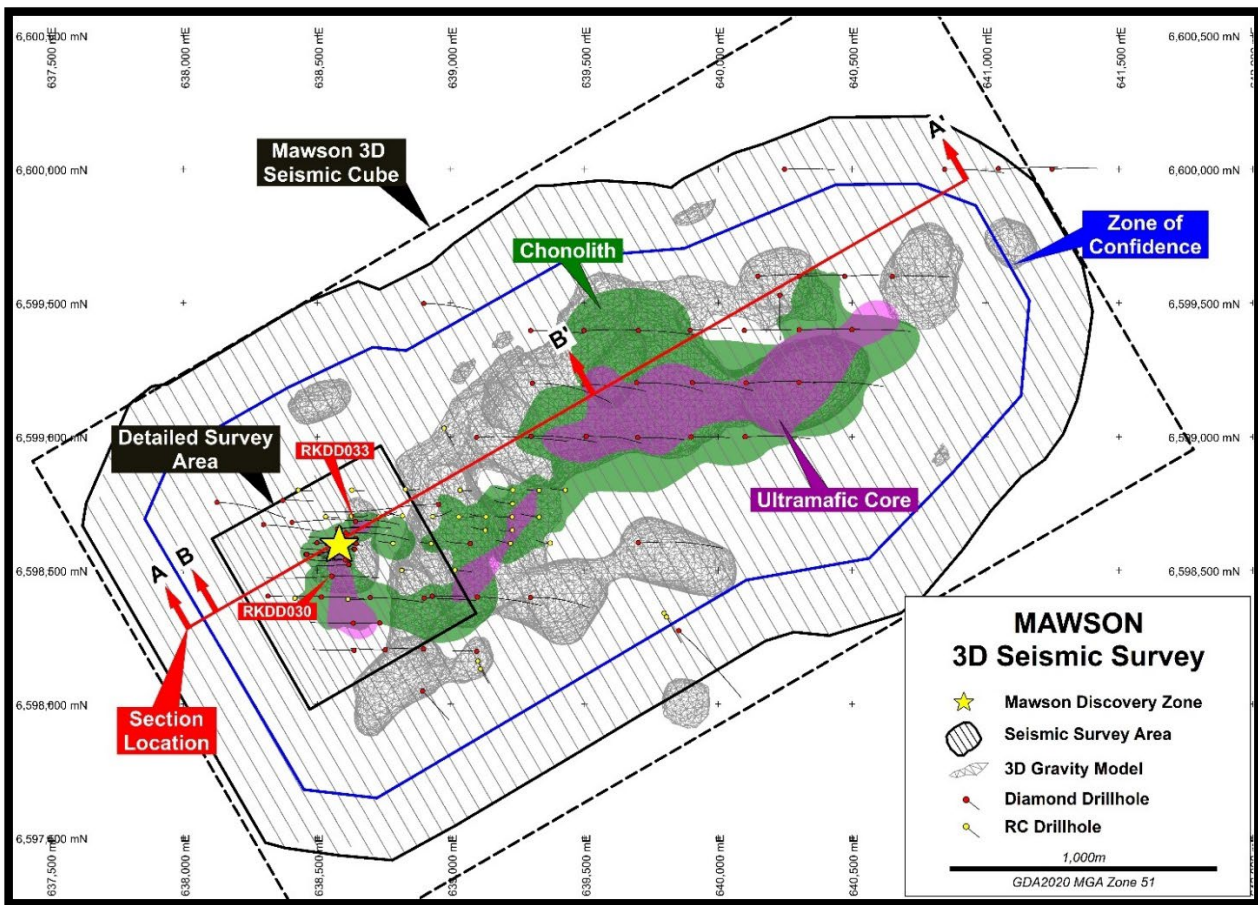 6,600,500 mN
6,600,500 mN
637,500 mE
638,000 mE
638,500 mE
639,000 mE
639,500 mE
640,000 mE
640,500 mE
641,000 mE
641,500 mE
Mawson 3D
Seismic Cube
A'
6,600,000 mN
6,600,000 mN
Chonolith
Zone of
Confidence
6,599,500 mN
6,599,500 mN
B'
Detailed Survey
Area
RKDD033
6,599,000 mN
6,599,000 mN
Ultramafic Core
B
A
6,598,500 mN
6,598,500 mN
RKDD030
Section
Location
6,598,000 mN
6,597,500 mN
637,500 mE
638,000 mE
638,500 mE
639,000 mE
639,500 mE
640,000 mE
640,500 mE
MAWSON
3D Seismic Survey
Mawson Discovery Zone
Seismic Survey Area
3D Gravity Model
Diamond Drillhole
RC Drillhole
1,000m
GDA2020 MGA Zone 51